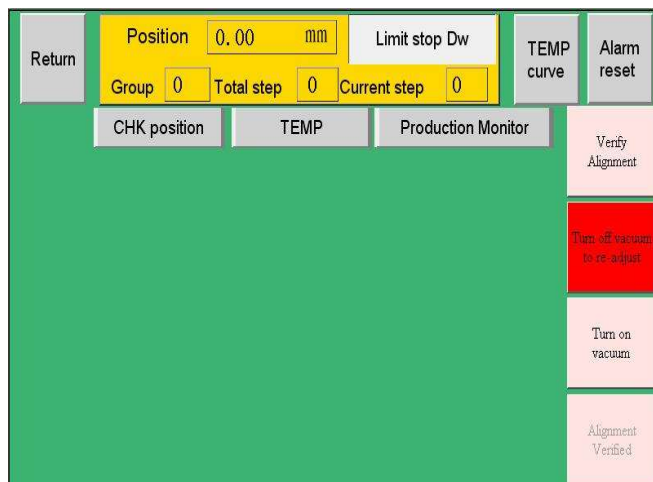 Return
Position 0.00 mm
Limit stop Dw
Group 0 Total step 0 Current step 0
TEMP
curve
Alarm
reset
CHK position
TEMP
Production Monitor
Verify
Alignment
Turn off vacuum
to re-adjust
Turn on
vacuum
Alignment
Verified